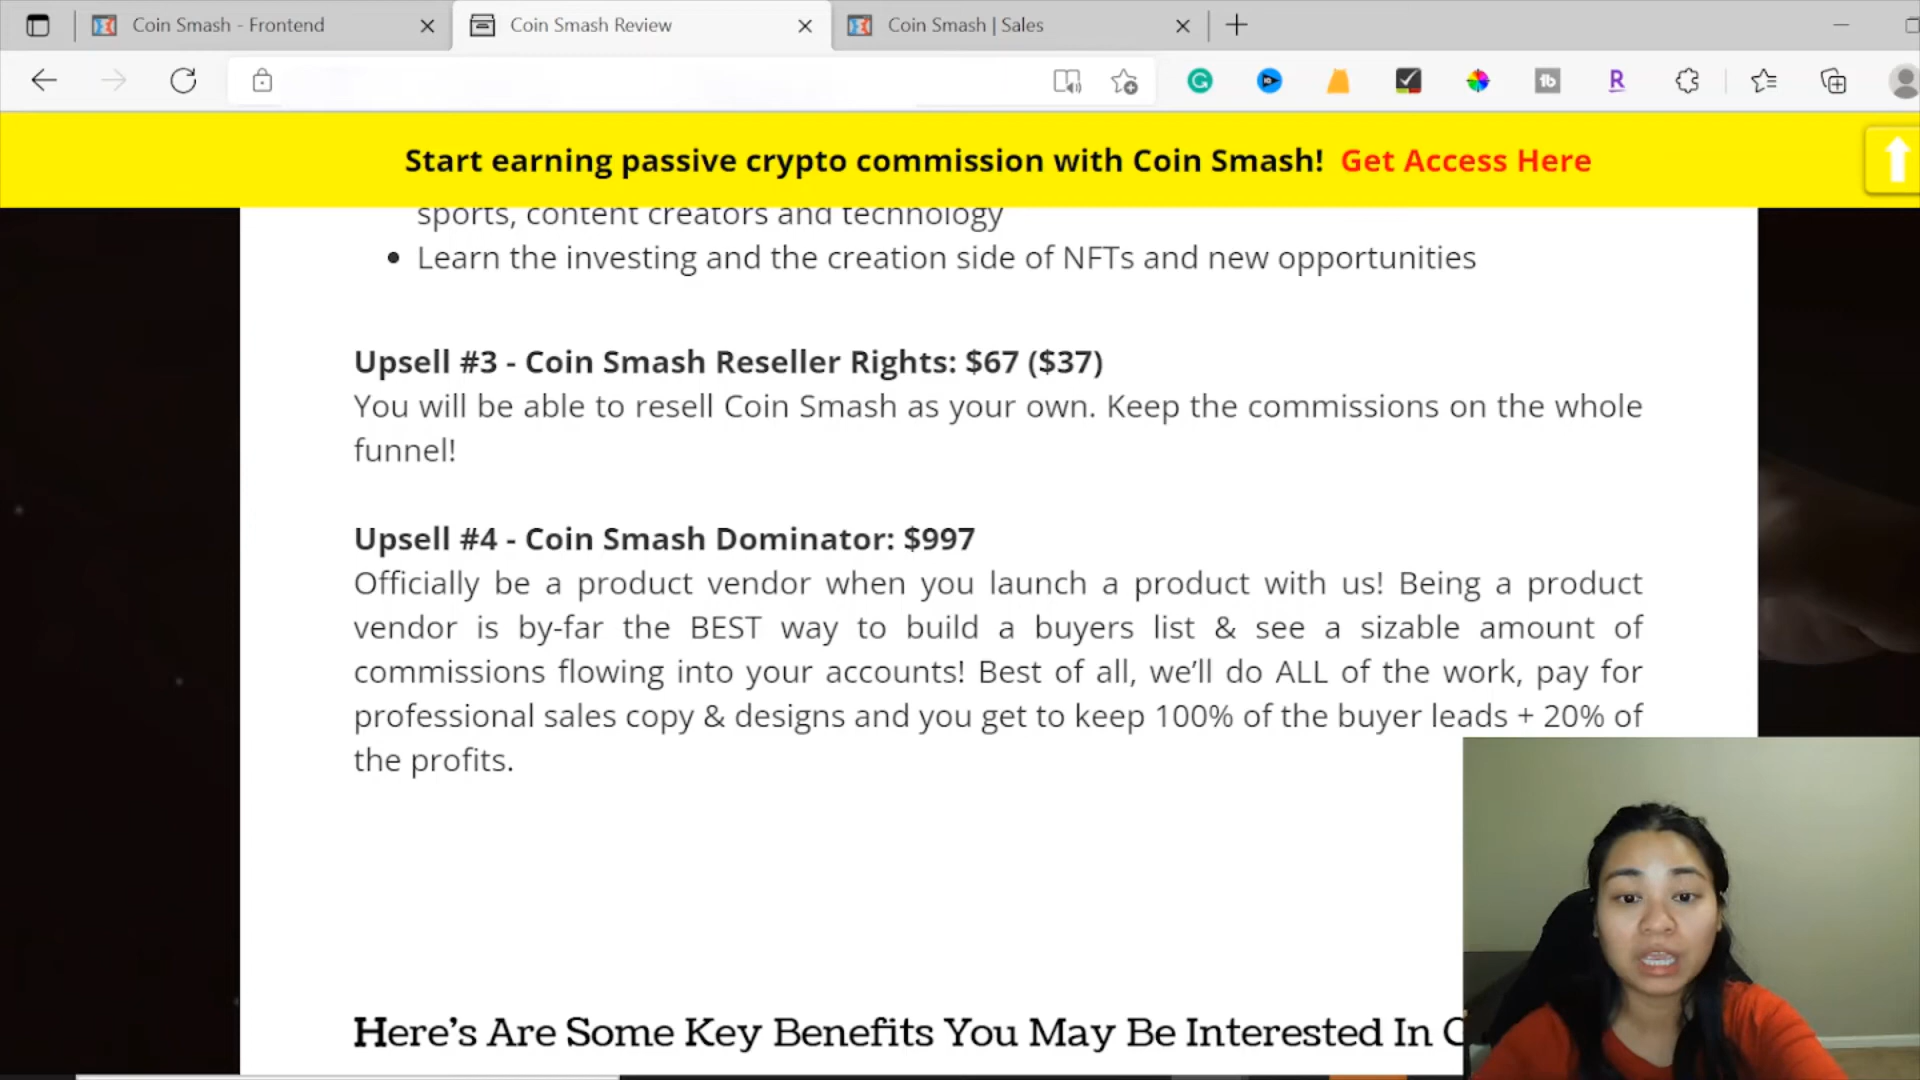 Coin Smash - Frontend
Coin Smash Review
Coin Smash | Sales
Start earning passive crypto commission with Coin Smash! Get Access Here
sports, content creators and technology
• Learn the investing and the creation side of NFTs and new opportunities
Upsell #3 - Coin Smash Reseller Rights: $67 ($37)
You will be able to resell Coin Smash as your own. Keep the commissions on the whole
funnel!
Upsell #4 - Coin Smash Dominator: $997
Officially be a product vendor when you launch a product with us! Being a product
vendor is by-far the BEST way to build a buyers list & see a sizable amount of
commissions flowing into your accounts! Best of all, we’ll do ALL of the work, pay for
professional sales copy & designs and you get to keep 100% of the buyer leads + 20% of
the profits.
Here’s Are Some Key Benefits You May Be Interested In